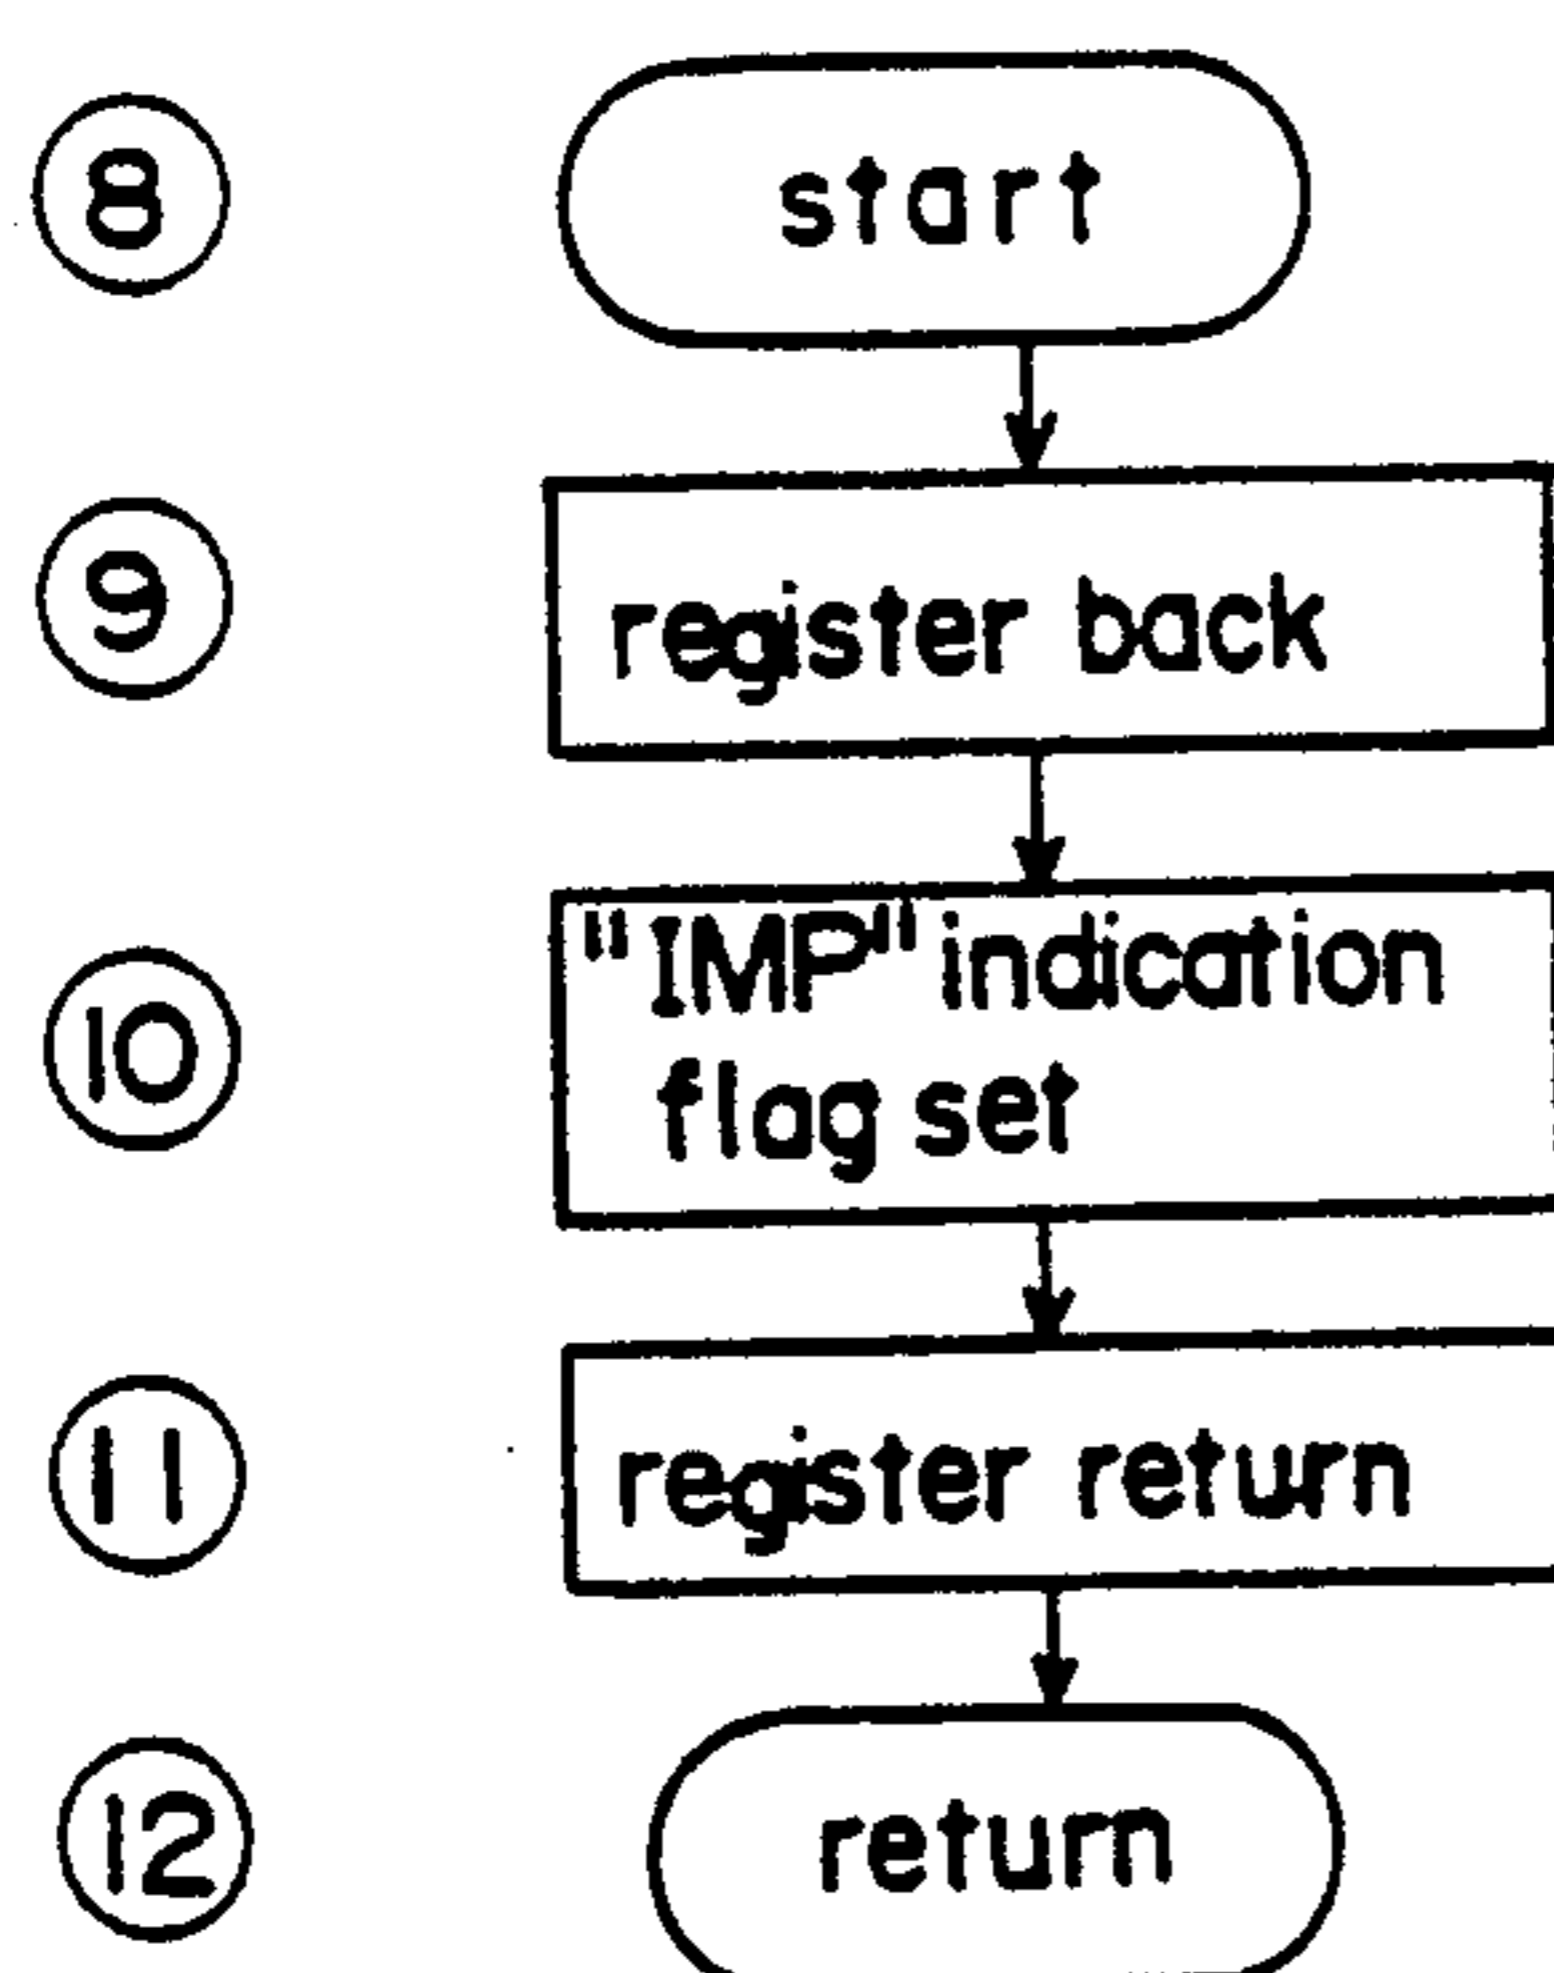 8 start
9 register back
10 "IMP" indication
flag set
11 register return
12 return